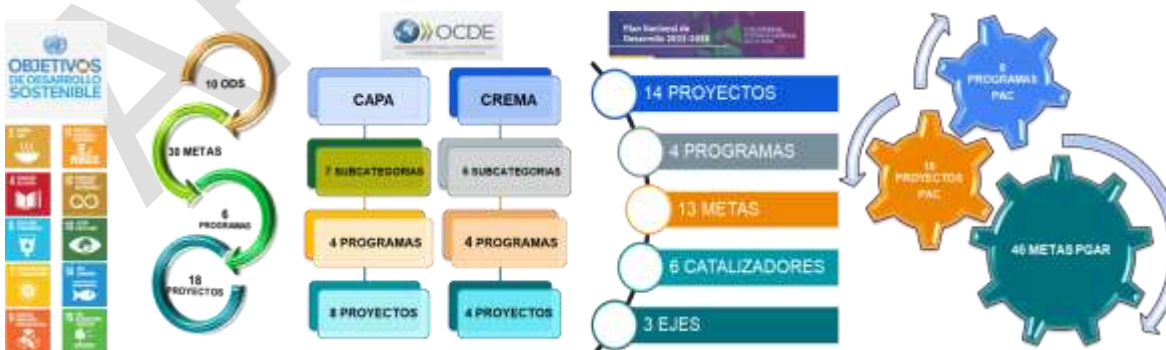 OBJETIVOS
DE DESARROLLO
SOSTENIBLE
10 ODS
30 METAS
6
PROGRAMAS
18
PROYECTOS
OCDE
CAPA
CREMA
7 SUBCATEGORIAS
6 SUBCATEGORIAS
4 PROGRAMAS
4 PROGRAMAS
8 PROYECTOS
4 PROYECTOS
Plan Nacional de
Desarrollo
14 PROYECTOS
4 PROGRAMAS
13 METAS
6 CATALIZADORES
3 EJES
6
PROGRAMAS
PAC
18
PROYECTOS
PAC
46 METAS PGAR